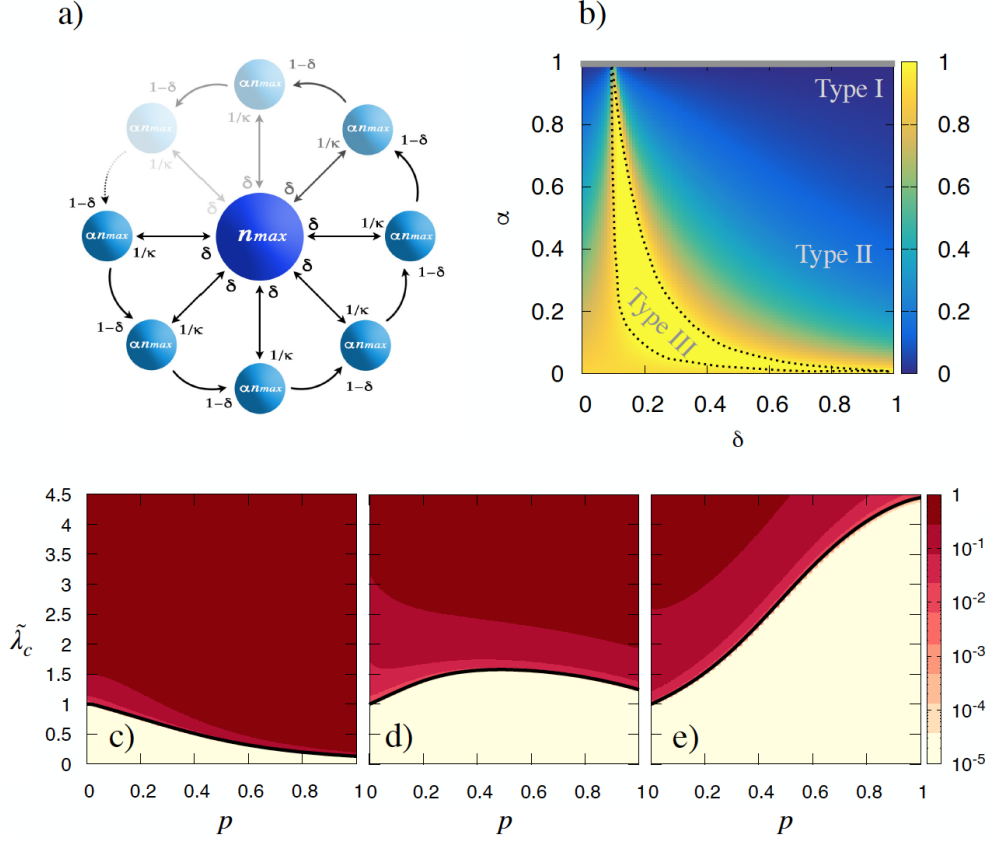 a)
b)
1−δ
1−δ
1−δ
1−δ
1−δ
1−δ
1−δ
1−δ
αnmax
αnmax
αnmax
αnmax
αnmax
αnmax
αnmax
αnmax
nmax
1/κ
1/κ
1/κ
1/κ
1/κ
1/κ
1/κ
1/κ
δ
δ
δ
δ
δ
δ
δ
δ
Type I
Type II
Type III
α
1
0.8
0.6
0.4
0.2
0
0 0.2 0.4 0.6 0.8 1
δ
1
0.8
0.6
0.4
0.2
0
λ̃c
4.5
4
3.5
3
2.5
2
1.5
1
0.5
0
c)
d)
e)
0 0.2 0.4 0.6 0.8 1
0 0.2 0.4 0.6 0.8 1
0 0.2 0.4 0.6 0.8 1
p
p
p
1
10⁻¹
10⁻²
10⁻³
10⁻⁴
10⁻⁵